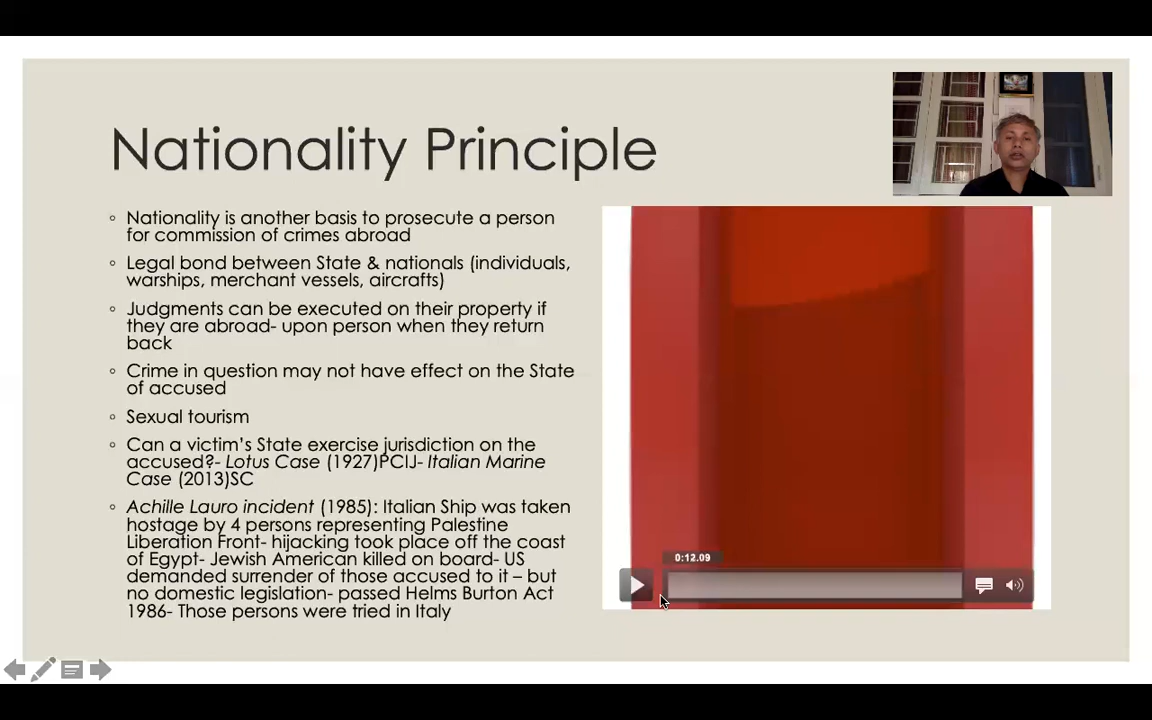 Nationality Principle
◦ Nationality is another basis to prosecute a person
for commission of crimes abroad
◦ Legal bond between State & nationals (individuals,
warships, merchant vessels, aircrafts)
◦ Judgments can be executed on their property if
they are abroad- upon person when they return
back
◦ Crime in question may not have effect on the State
of accused
◦ Sexual tourism
◦ Can a victim's State exercise jurisdiction on the
accused?- Lotus Case (1927)PCIJ- Italian Marine
Case (2013)SC
◦ Achille Lauro incident (1985): Italian Ship was taken
hostage by 4 persons representing Palestine
Liberation Front- hijacking took place off the coast
of Egypt- Jewish American killed on board- US
demanded surrender of those accused to it – but
no domestic legislation- passed Helms Burton Act
1986- Those persons were tried in Italy
0:12.09